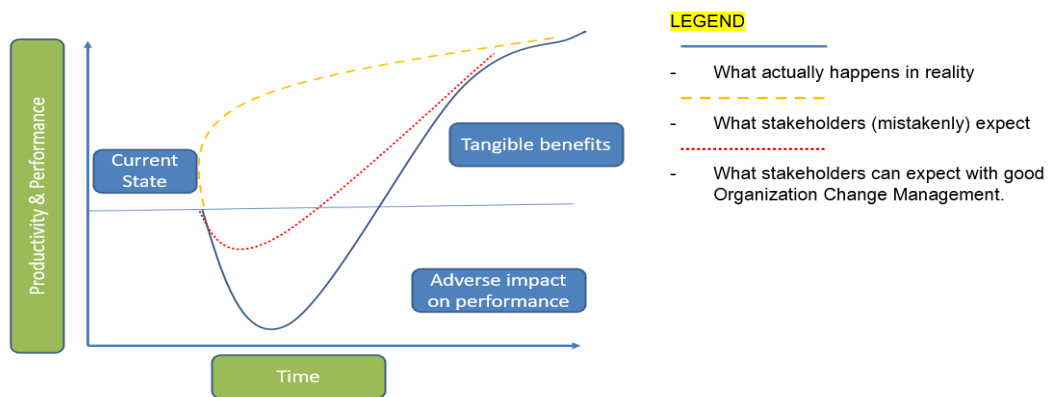 LEGEND
- What actually happens in reality
- What stakeholders (mistakenly) expect
- What stakeholders can expect with good
Organization Change Management.
Productivity & Performance
Current
State
Tangible benefits
Adverse impact
on performance
Time